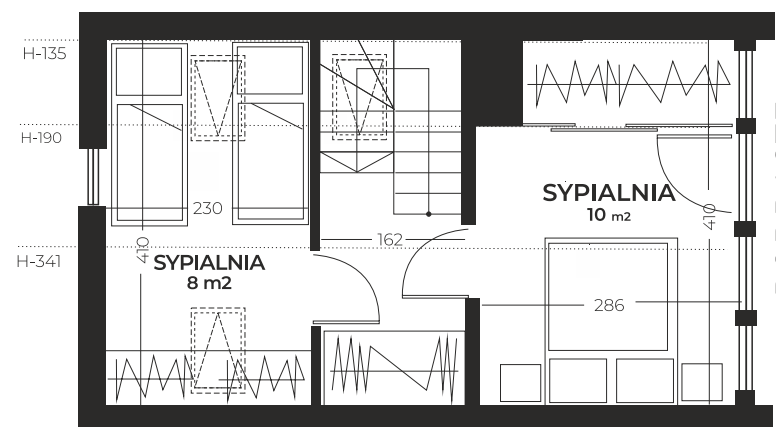 H-135
H-190
230
SYPIALNIA
10 m2
410
162
410
H-341
SYPIALNIA
8 m2
286